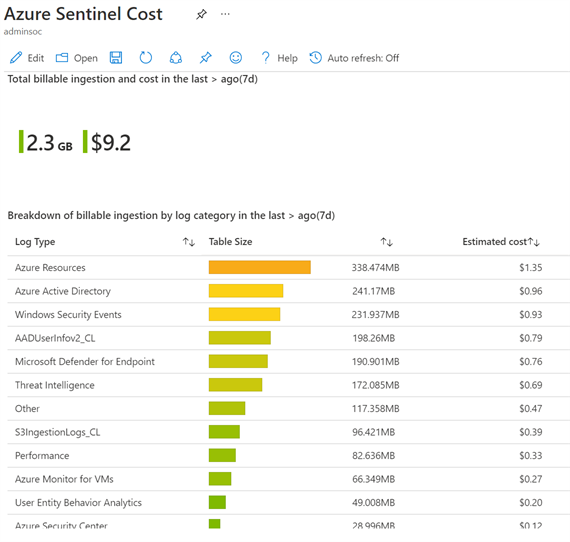 Azure Sentinel Cost
adminsoc
Edit Open Help Auto refresh: Off
Total billable ingestion and cost in the last > ago(7d)
2.3 GB $9.2
Breakdown of billable ingestion by log category in the last > ago(7d)
Log Type ↑↓ Table Size ↑↓ Estimated cost↑↓
Azure Resources 338.474MB $1.35
Azure Active Directory 241.17MB $0.96
Windows Security Events 231.937MB $0.93
AADUserInfov2_CL 198.26MB $0.79
Microsoft Defender for Endpoint 190.901MB $0.76
Threat Intelligence 172.085MB $0.69
Other 117.358MB $0.47
S3IngestionLogs_CL 96.421MB $0.39
Performance 82.636MB $0.33
Azure Monitor for VMs 66.349MB $0.27
User Entity Behavior Analytics 49.008MB $0.20
Azure Security Center 28.996MB $0.12